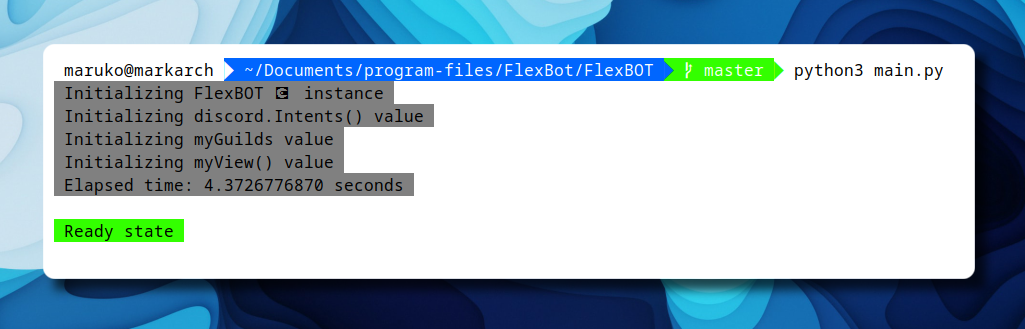 maruko@markarch ~/Documents/program-files/FlexBot/FlexBOT master python3 main.py
Initializing FlexBOT instance
Initializing discord.Intents() value
Initializing myGuilds value
Initializing myView() value
Elapsed time: 4.3726776870 seconds
Ready state